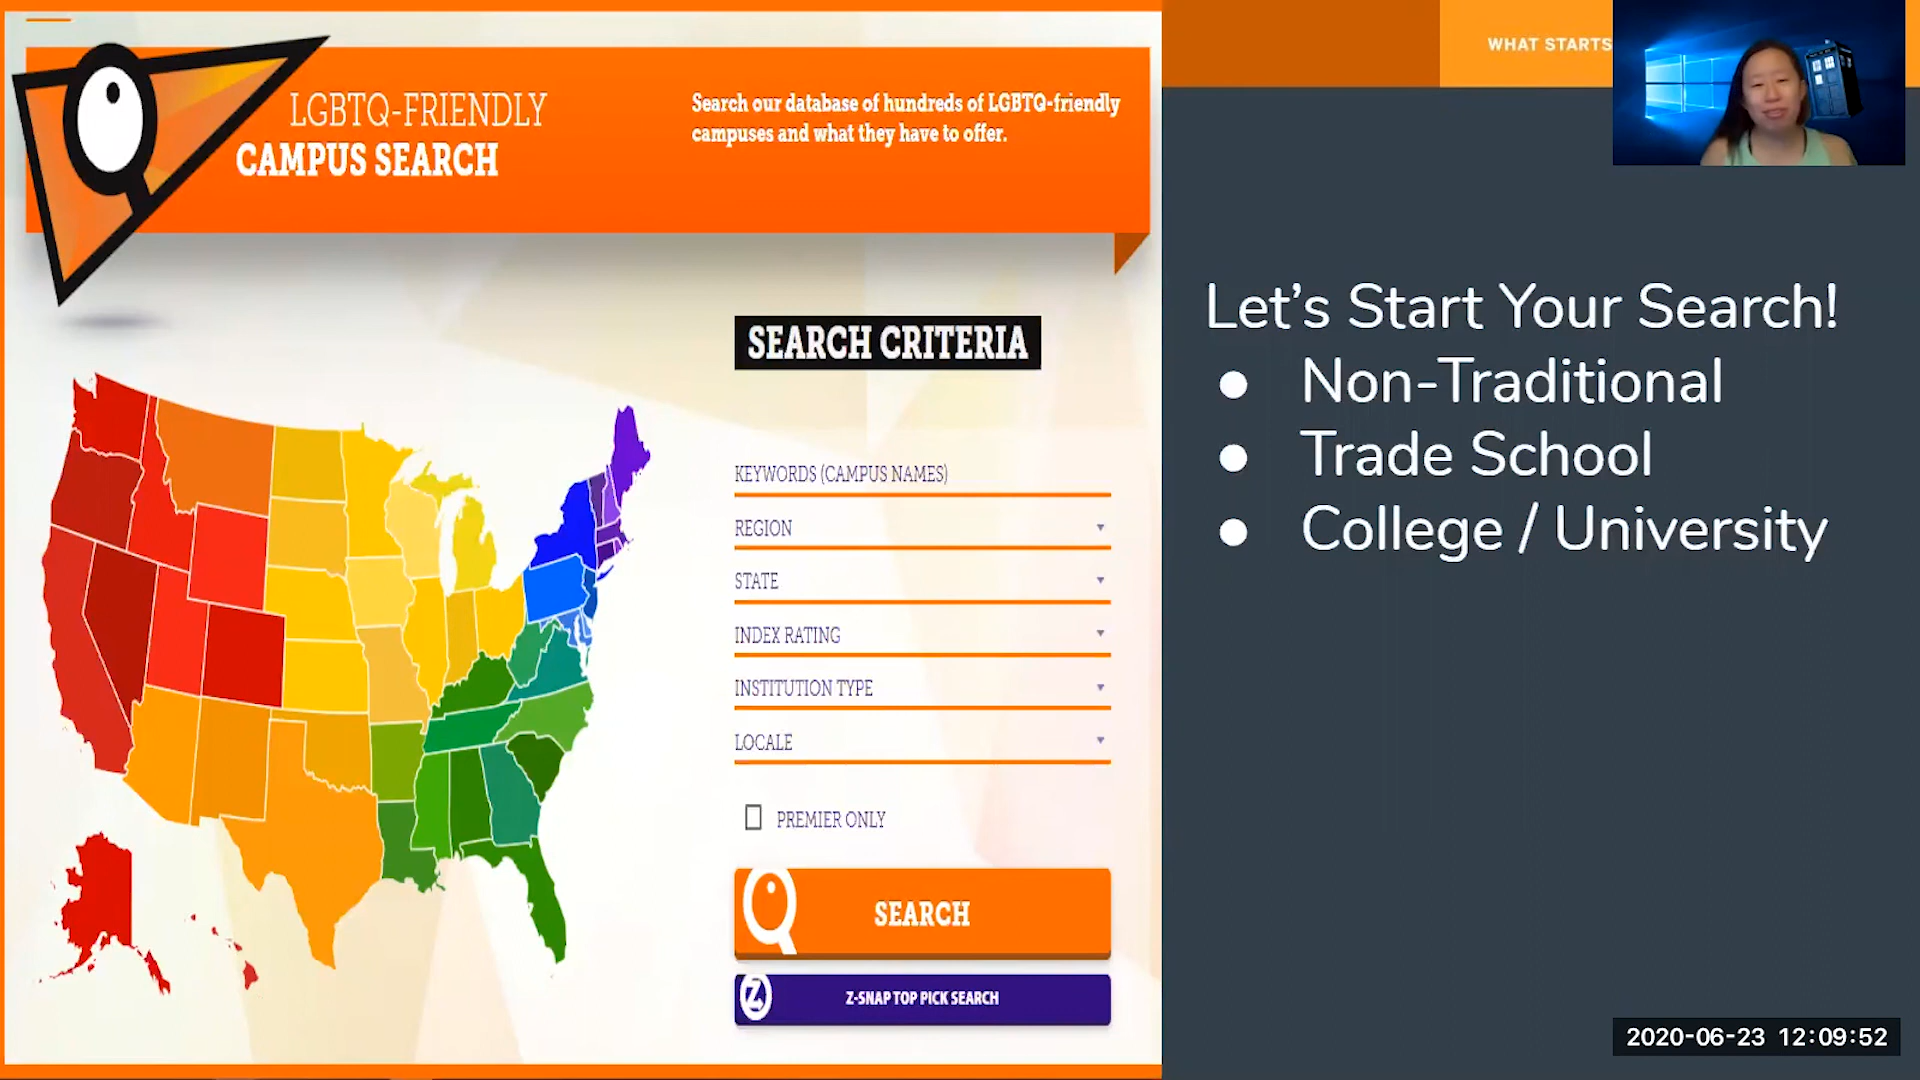 LGBTQ-FRIENDLY
CAMPUS SEARCH
Search our database of hundreds of LGBTQ-friendly
campuses and what they have to offer.
SEARCH CRITERIA
KEYWORDS (CAMPUS NAMES)
REGION
STATE
INDEX RATING
INSTITUTION TYPE
LOCALE
PREMIER ONLY
SEARCH
Z
Z-SNAP TOP PICK SEARCH
WHAT STARTS
Let's Start Your Search!
● Non-Traditional
● Trade School
● College / University
2020-06-23 12:09:52